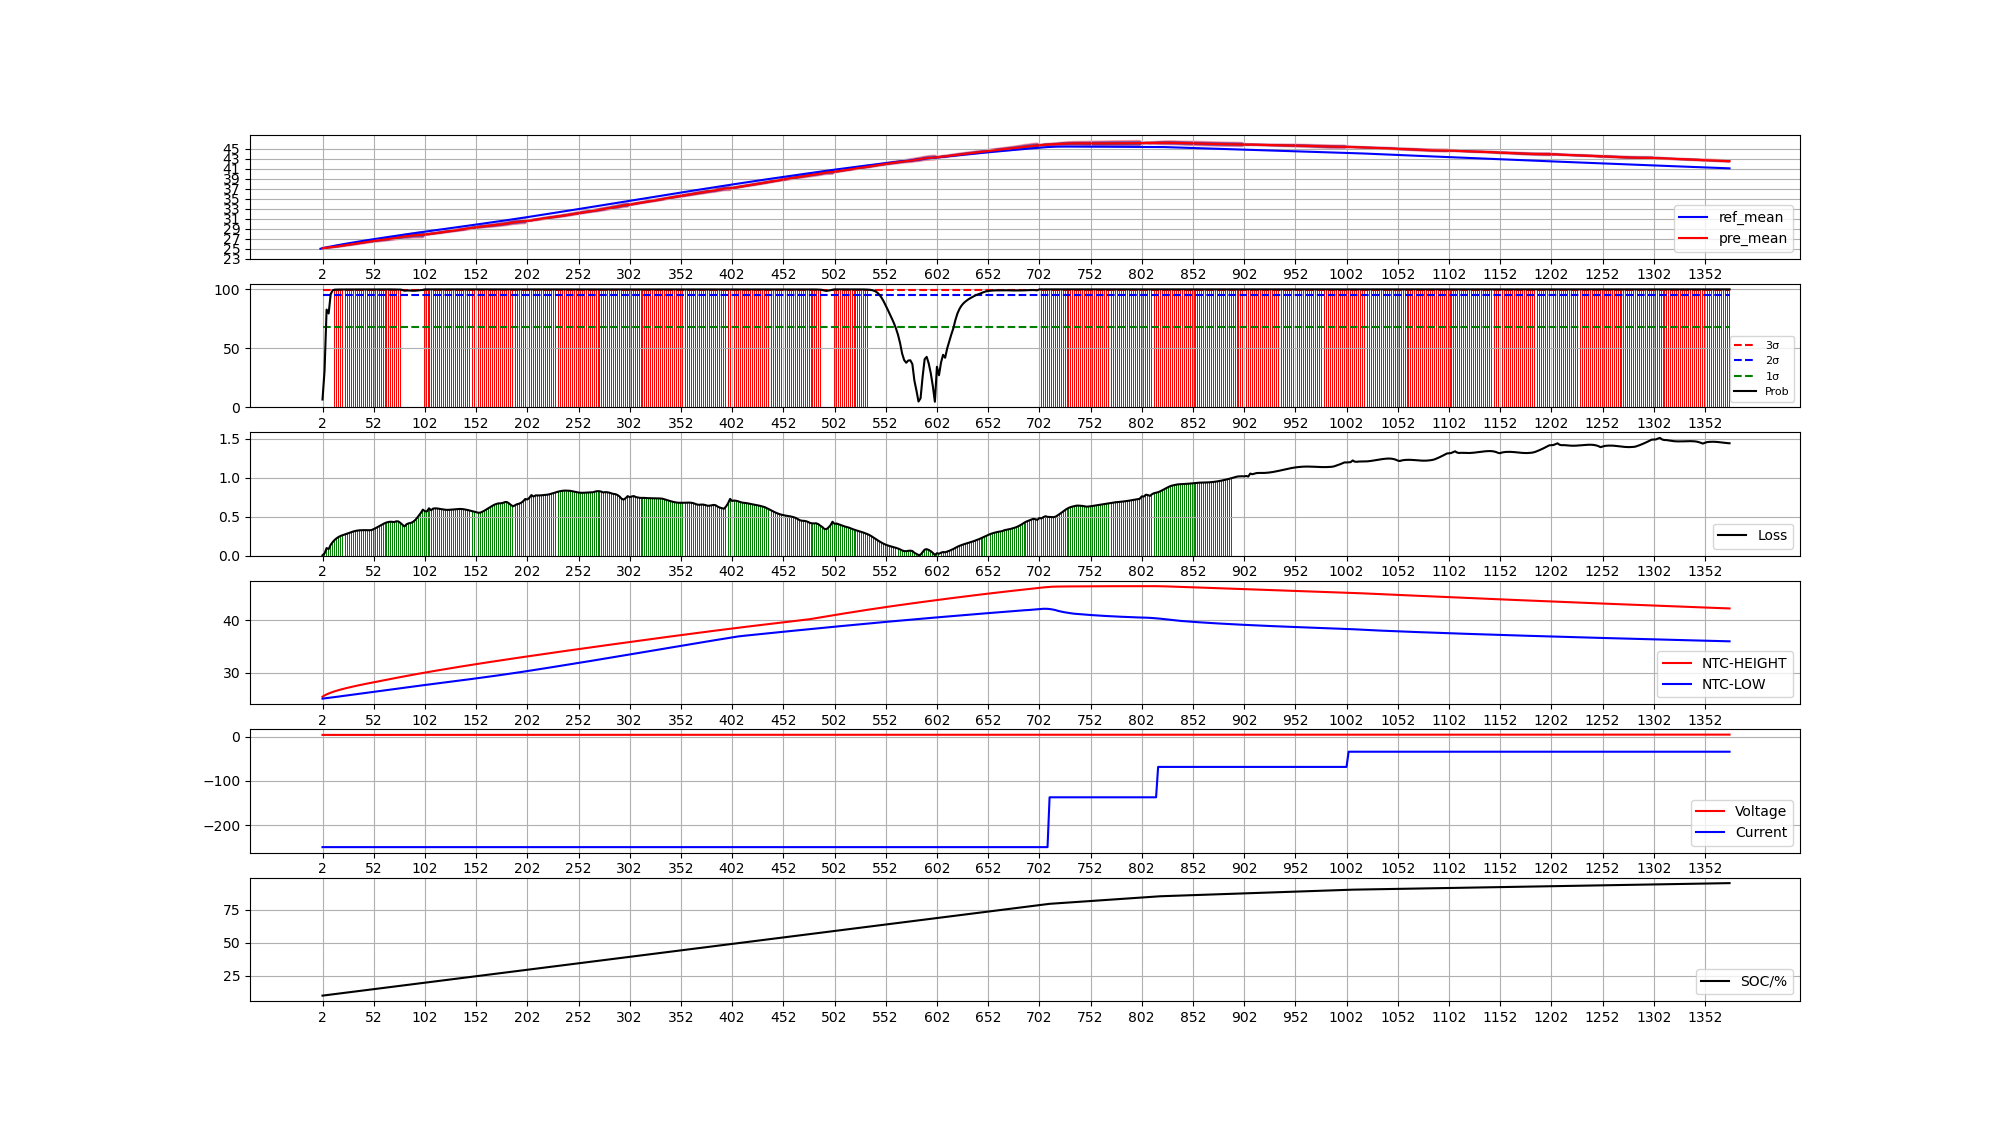 45
43
41
39
37
35
33
31
29
27
25
23
ref_mean
pre_mean
2 52 102 152 202 252 302 352 402 452 502 552 602 652 702 752 802 852 902 952 1002 1052 1102 1152 1202 1252 1302 1352
100
50
0
3σ
2σ
1σ
Prob
2 52 102 152 202 252 302 352 402 452 502 552 602 652 702 752 802 852 902 952 1002 1052 1102 1152 1202 1252 1302 1352
1.5
1.0
0.5
0.0
Loss
2 52 102 152 202 252 302 352 402 452 502 552 602 652 702 752 802 852 902 952 1002 1052 1102 1152 1202 1252 1302 1352
40
30
NTC-HEIGHT
NTC-LOW
2 52 102 152 202 252 302 352 402 452 502 552 602 652 702 752 802 852 902 952 1002 1052 1102 1152 1202 1252 1302 1352
0
−100
−200
Voltage
Current
2 52 102 152 202 252 302 352 402 452 502 552 602 652 702 752 802 852 902 952 1002 1052 1102 1152 1202 1252 1302 1352
75
50
25
SOC/%
2 52 102 152 202 252 302 352 402 452 502 552 602 652 702 752 802 852 902 952 1002 1052 1102 1152 1202 1252 1302 1352